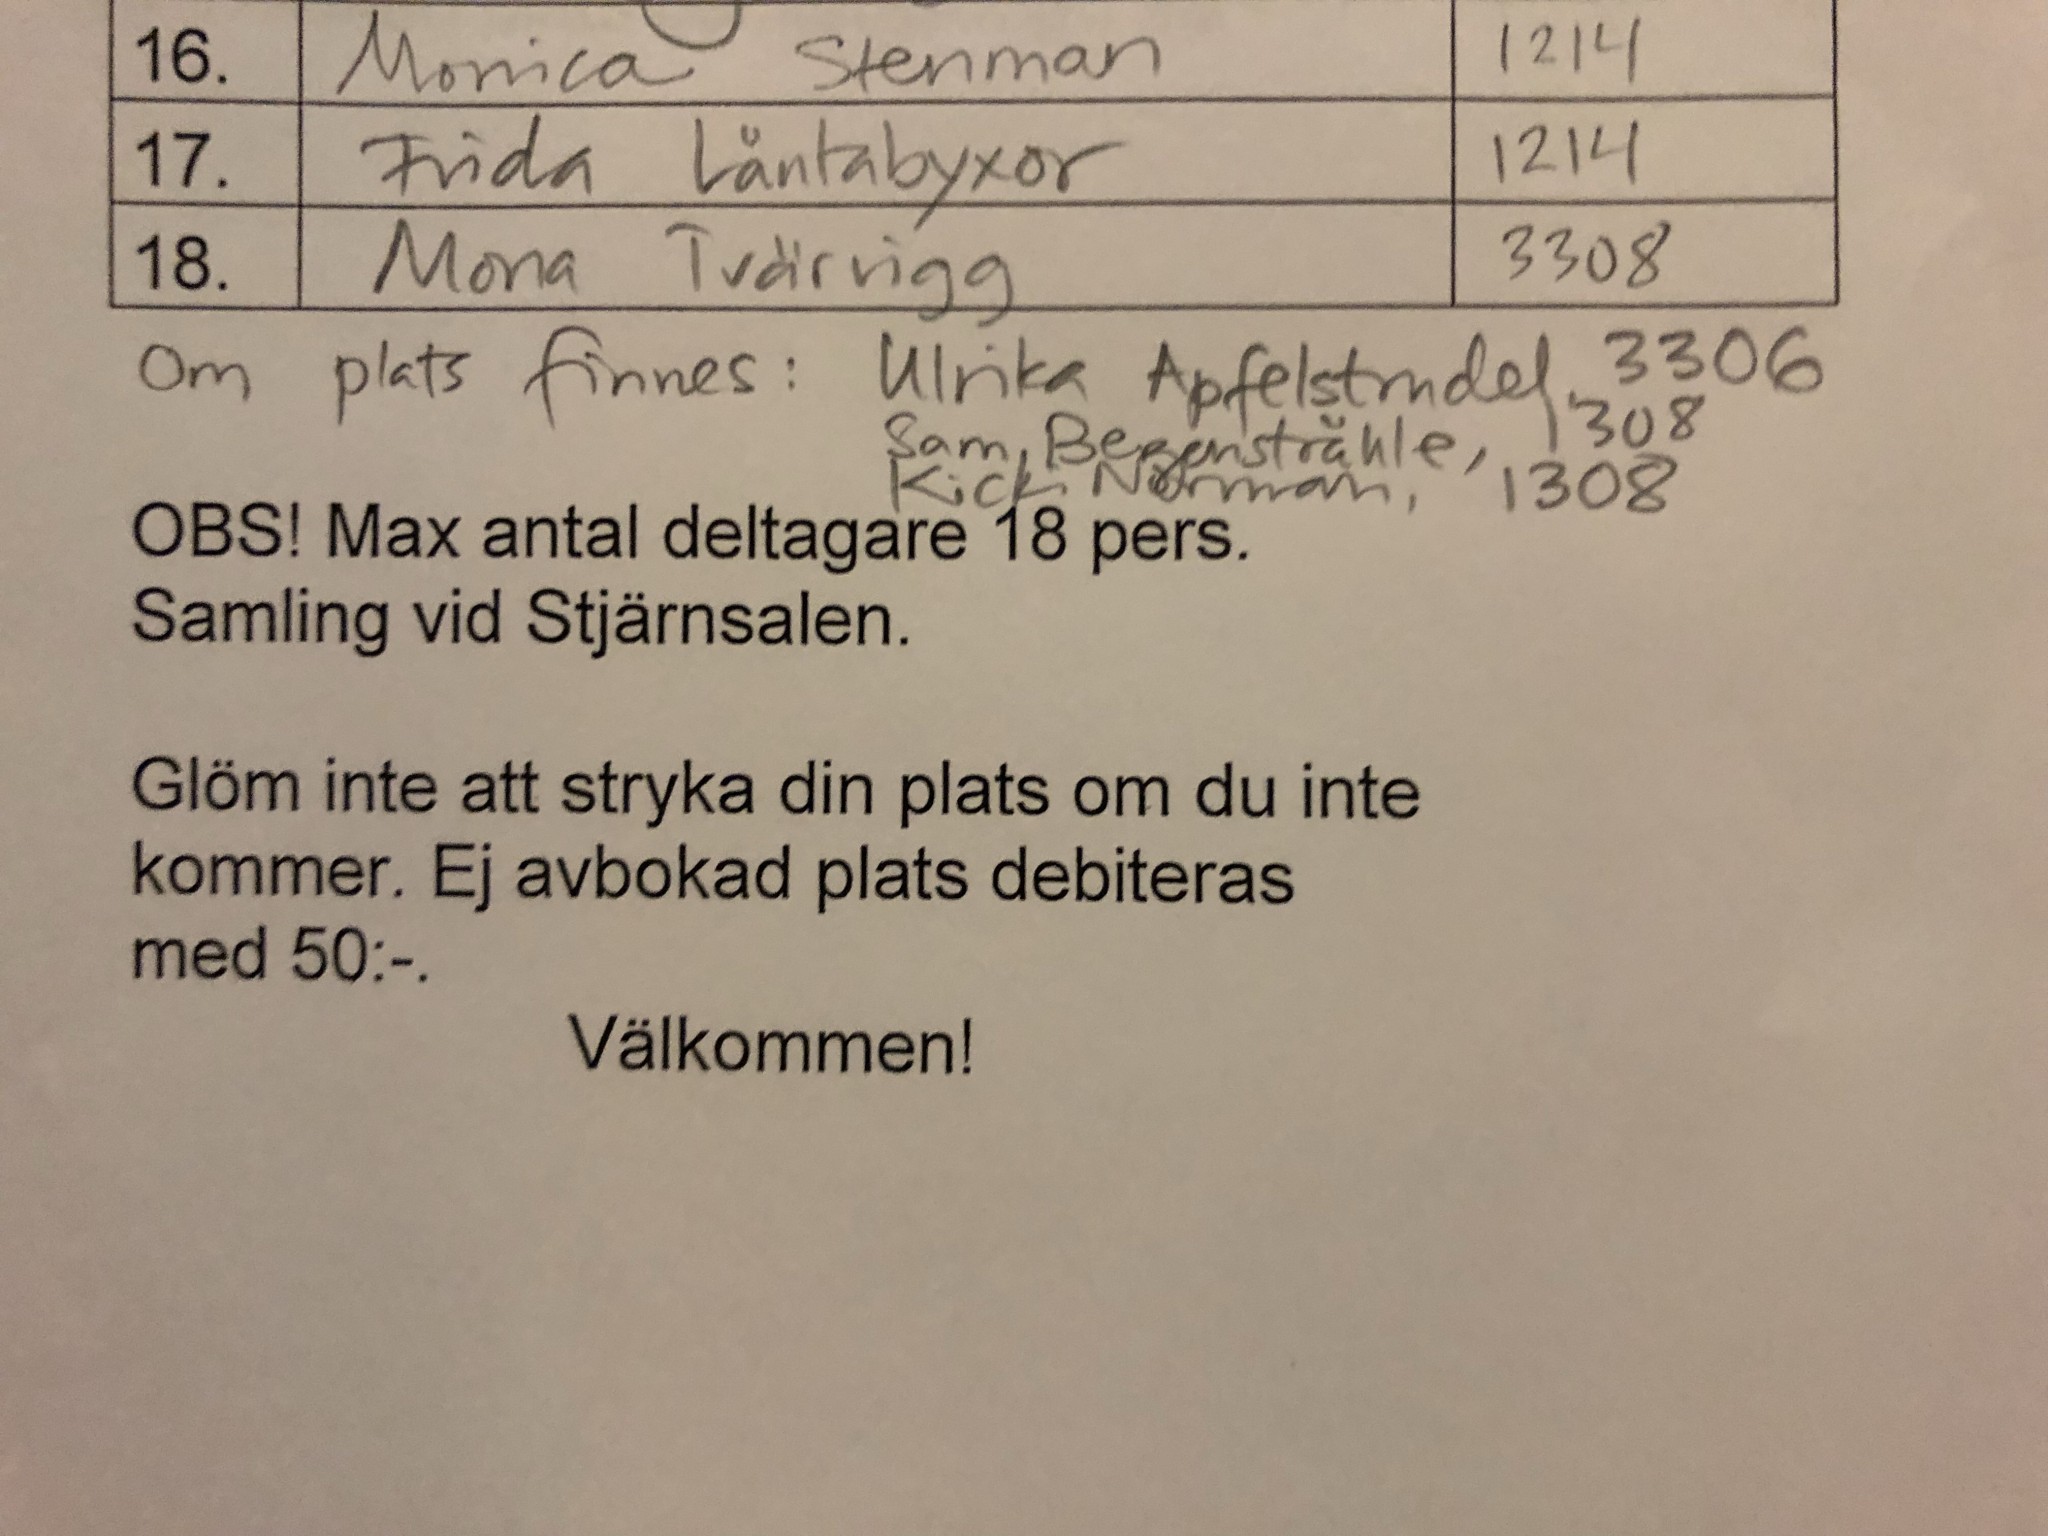 16. Monica Stenman 1214
17. Frida Låntabyxor 1214
18. Mona Tvärvigg 3308
Om plats finnes: Ulrika Apfelstrudel, 3306
Sam, Begenstråhle, 1308
Kicki Norman, 1308
OBS! Max antal deltagare 18 pers.
Samling vid Stjärnsalen.
Glöm inte att stryka din plats om du inte
kommer. Ej avbokad plats debiteras
med 50:-.
Välkommen!